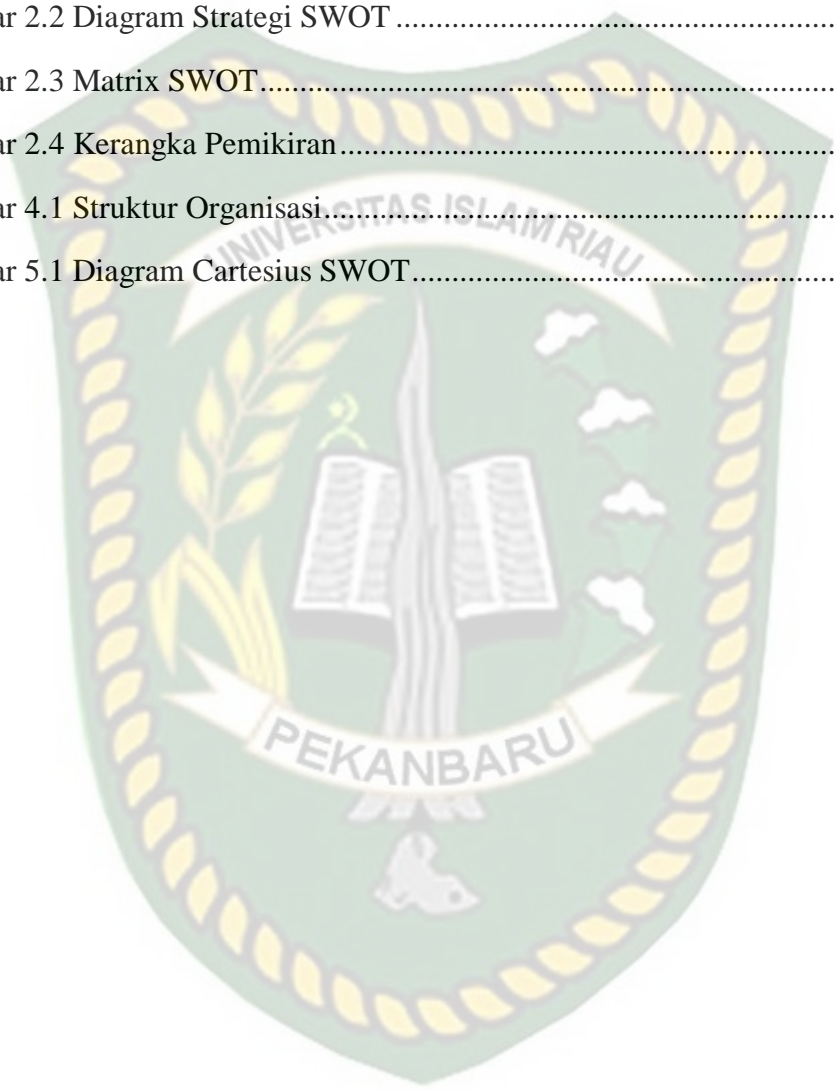 ar 2.2 Diagram Strategi SWOT ........................................................
ar 2.3 Matrix SWOT........................................................................
ar 2.4 Kerangka Pemikiran..............................................................
ar 4.1 Struktur Organisasi................................................................
UNIVERSITAS ISLAM RIAU
ar 5.1 Diagram Cartesius SWOT.....................................................
PEKANBARU